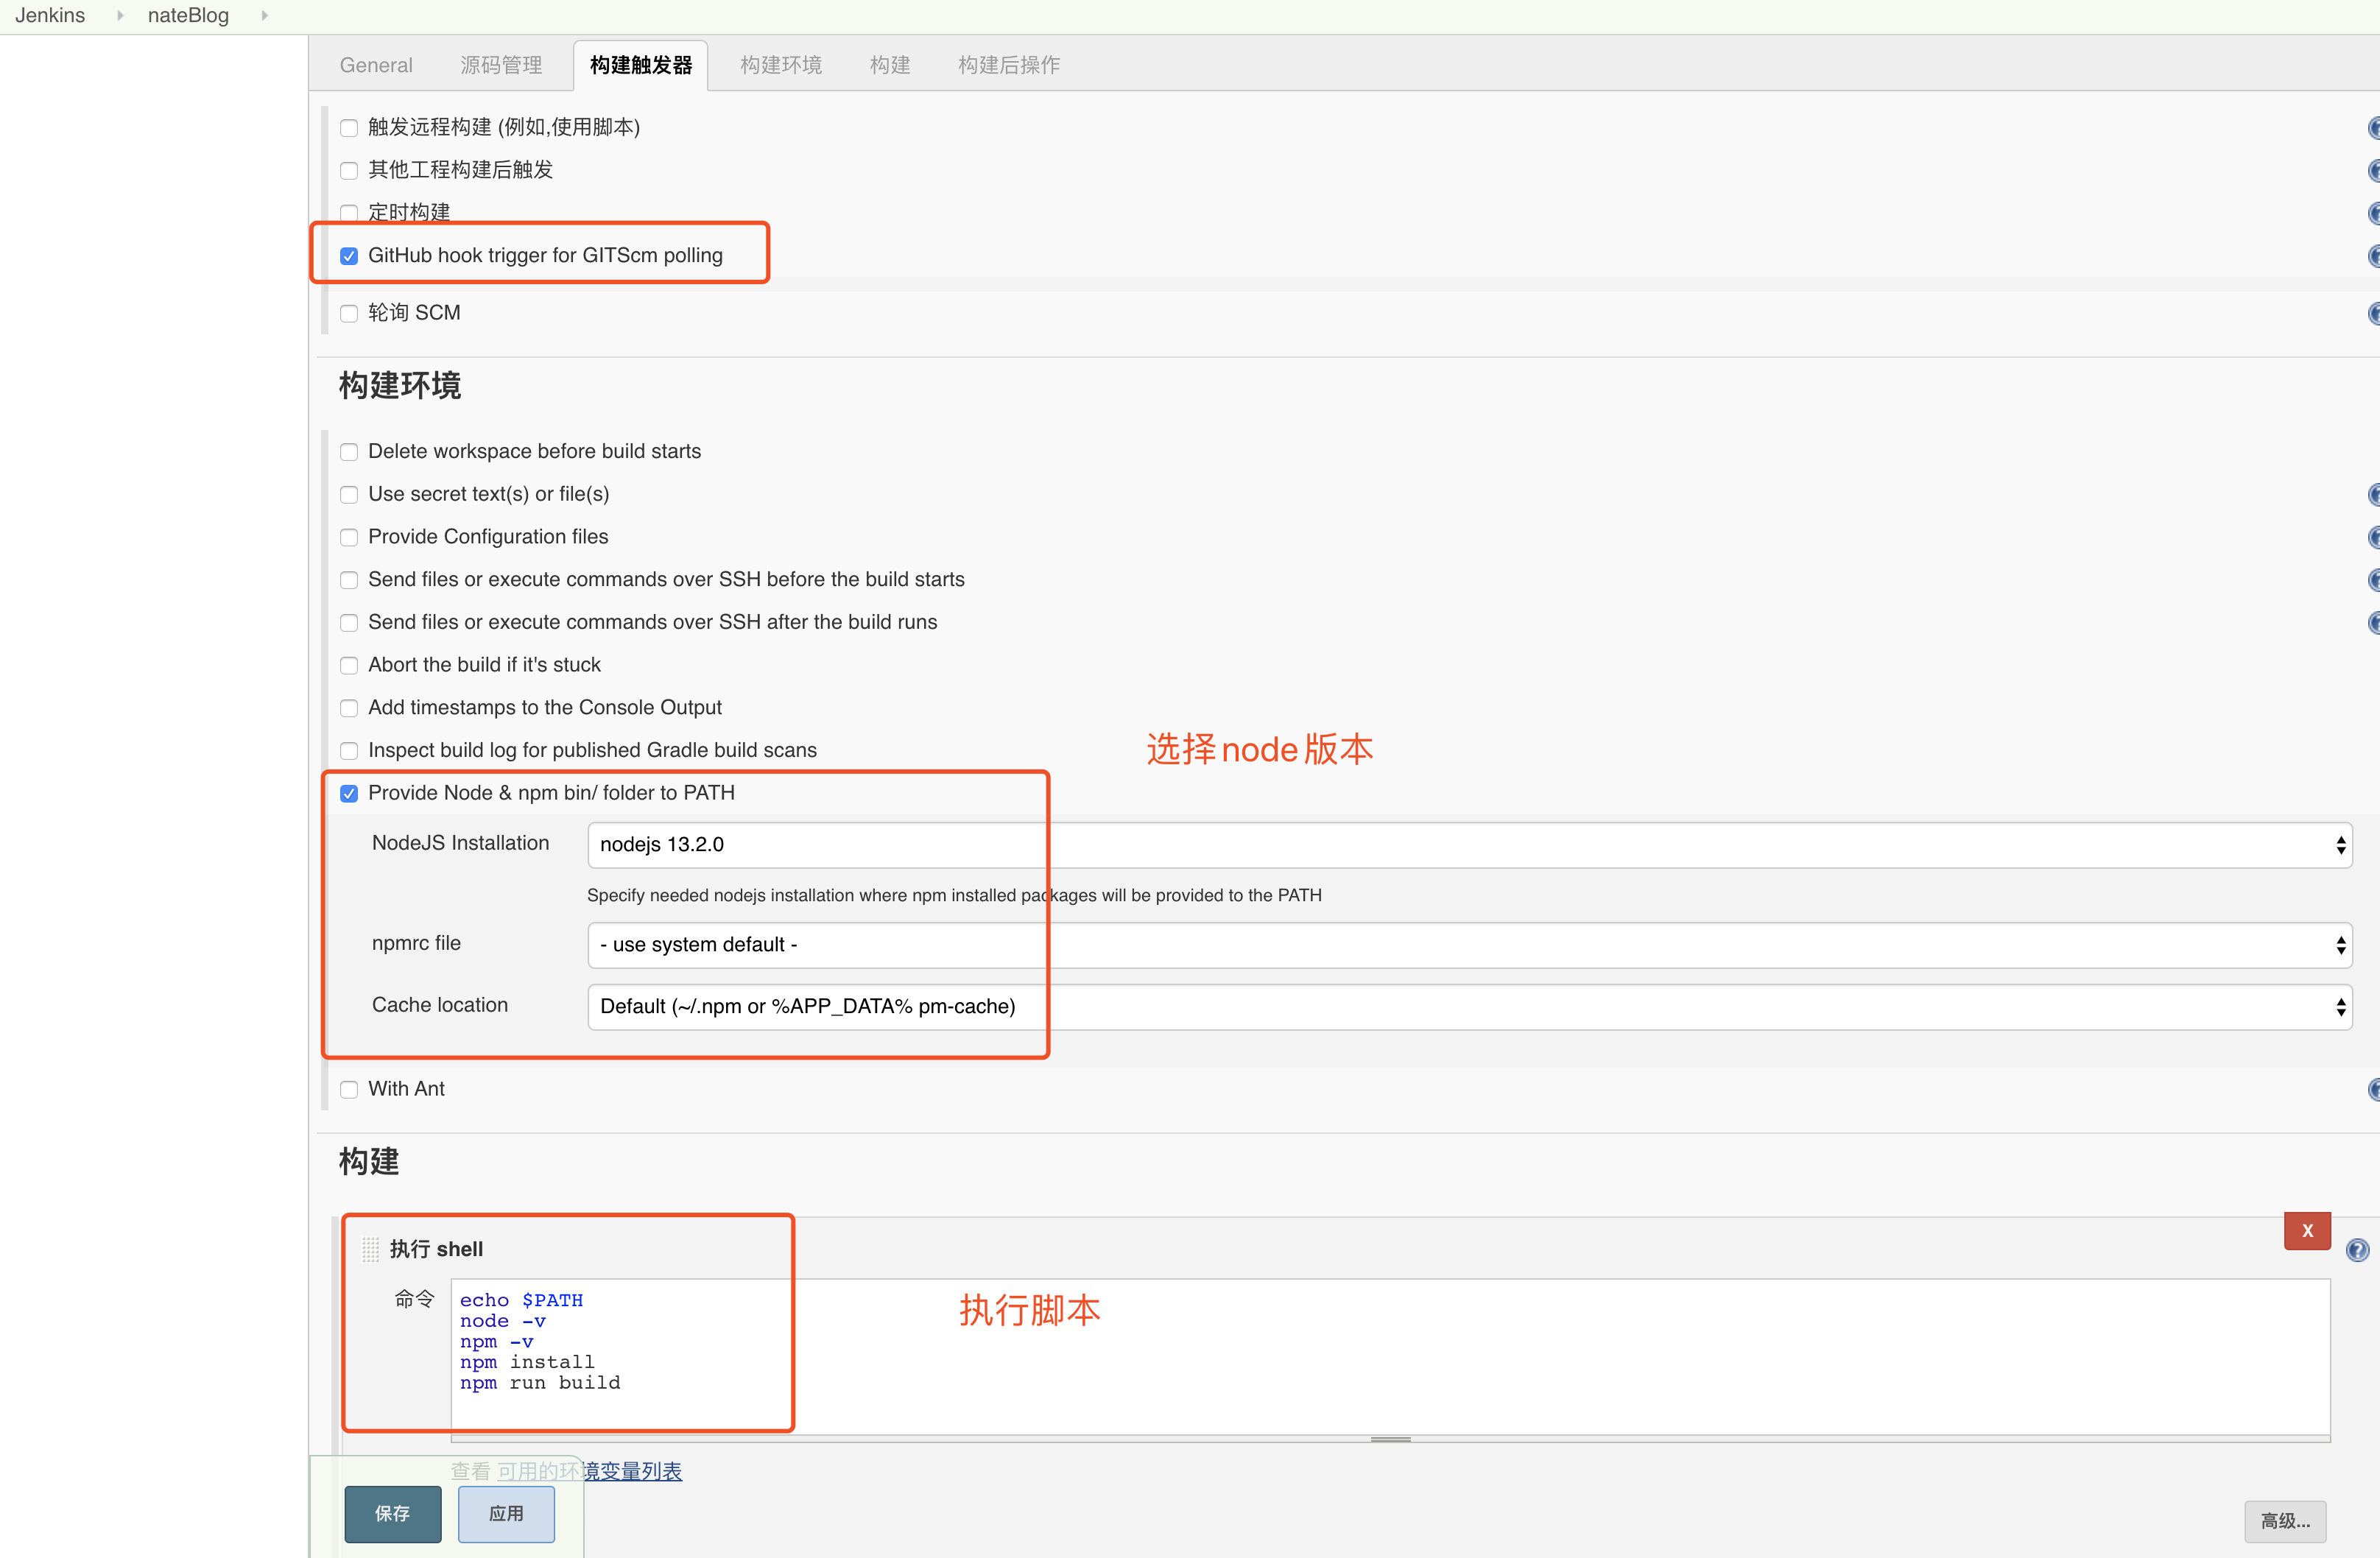 Jenkins nateBlog
General 源码管理 构建触发器 构建环境 构建 构建后操作
触发远程构建 (例如,使用脚本)
其他工程构建后触发
定时构建
GitHub hook trigger for GITScm polling
轮询 SCM
构建环境
Delete workspace before build starts
Use secret text(s) or file(s)
Provide Configuration files
Send files or execute commands over SSH before the build starts
Send files or execute commands over SSH after the build runs
Abort the build if it's stuck
Add timestamps to the Console Output
Inspect build log for published Gradle build scans
选择node版本
Provide Node & npm bin/ folder to PATH
NodeJS Installation nodejs 13.2.0
Specify needed nodejs installation where npm installed packages will be provided to the PATH
npmrc file - use system default -
Cache location Default (~/.npm or %APP_DATA% pm-cache)
With Ant
构建
X
执行 shell
命令 echo $PATH
执行脚本
node -v
npm -v
npm install
npm run build
查看 可用的环境变量列表
保存 应用
高级...